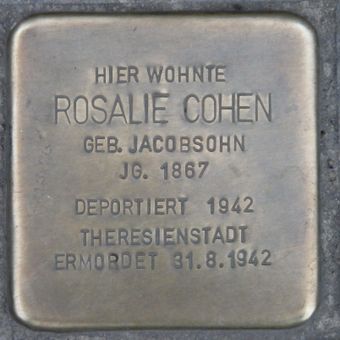 HIER WOHNTE
ROSALIE COHEN
GEB. JACOBSOHN
JG. 1867
DEPORTIERT 1942
THERESIENSTADT
ERMORDET 31.8.1942